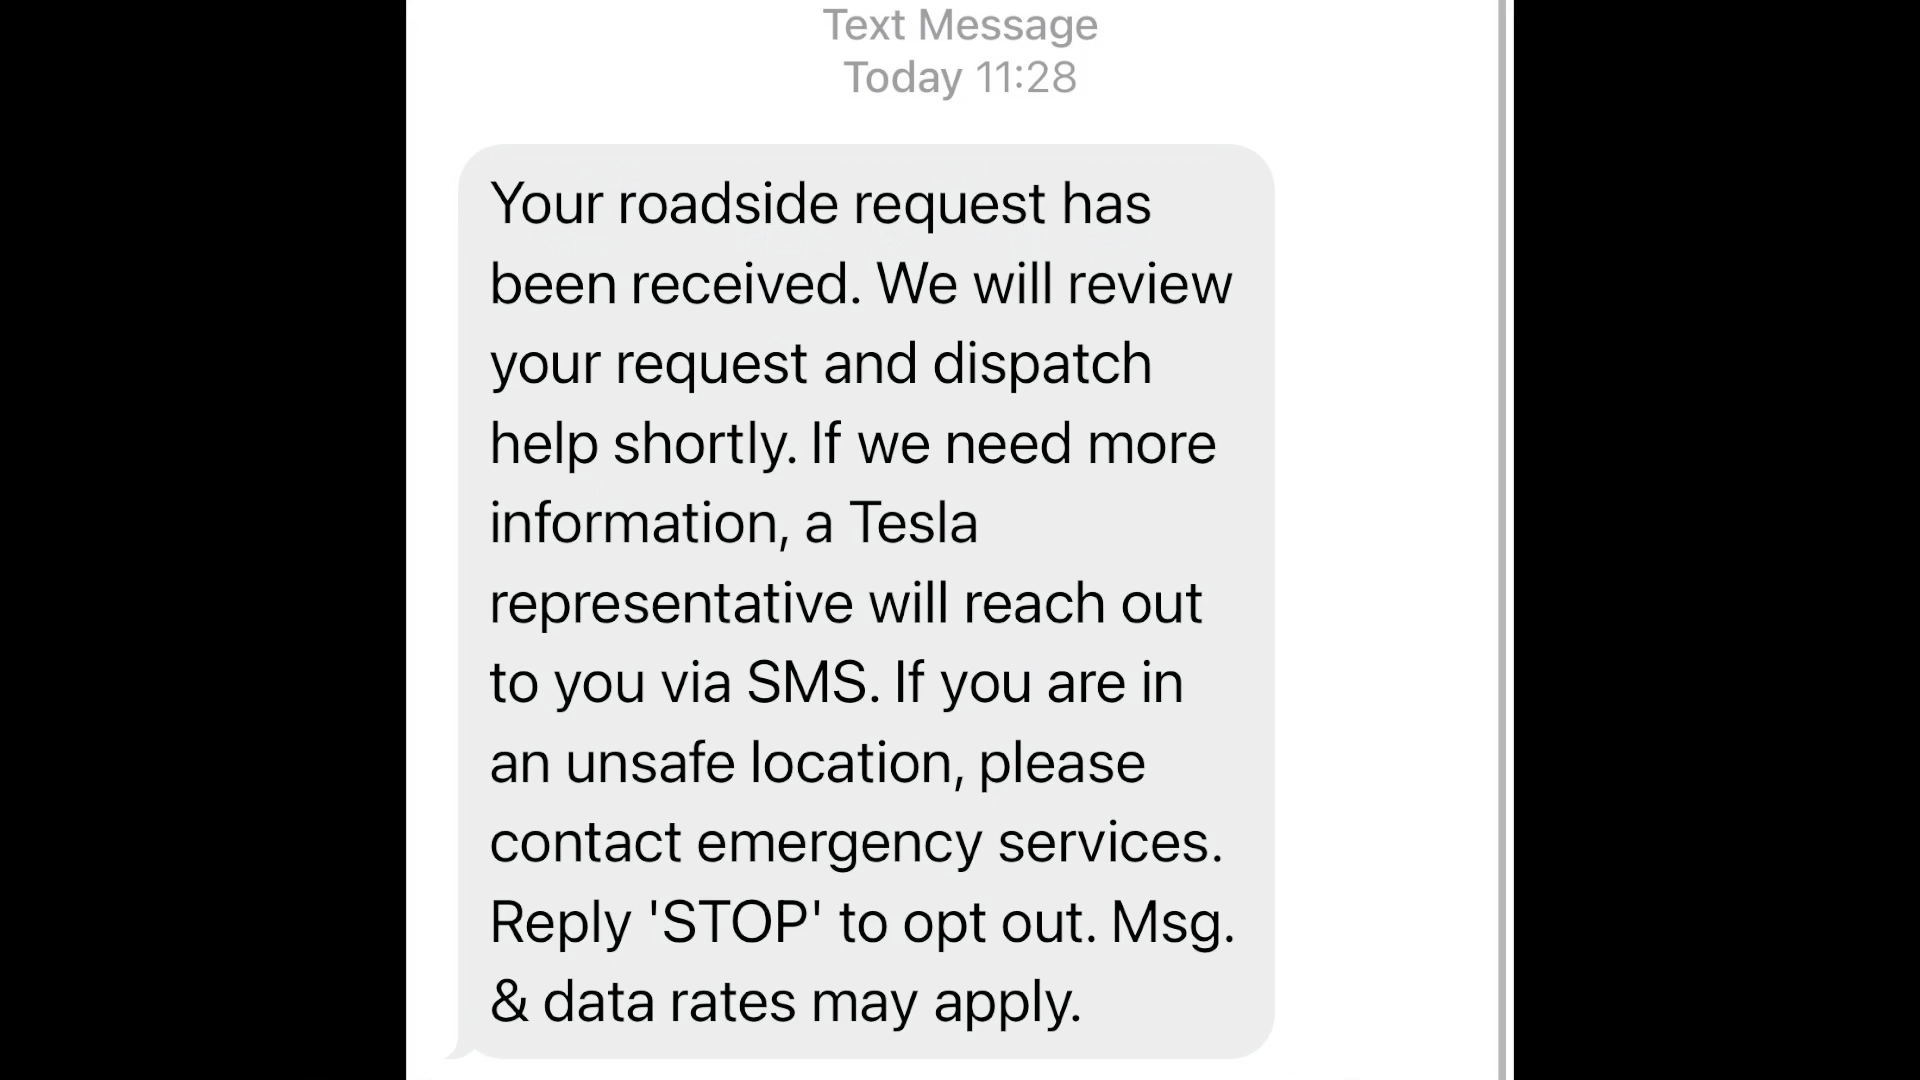 Text Message
Today 11:28
Your roadside request has
been received. We will review
your request and dispatch
help shortly. If we need more
information, a Tesla
representative will reach out
to you via SMS. If you are in
an unsafe location, please
contact emergency services.
Reply 'STOP' to opt out. Msg.
& data rates may apply.